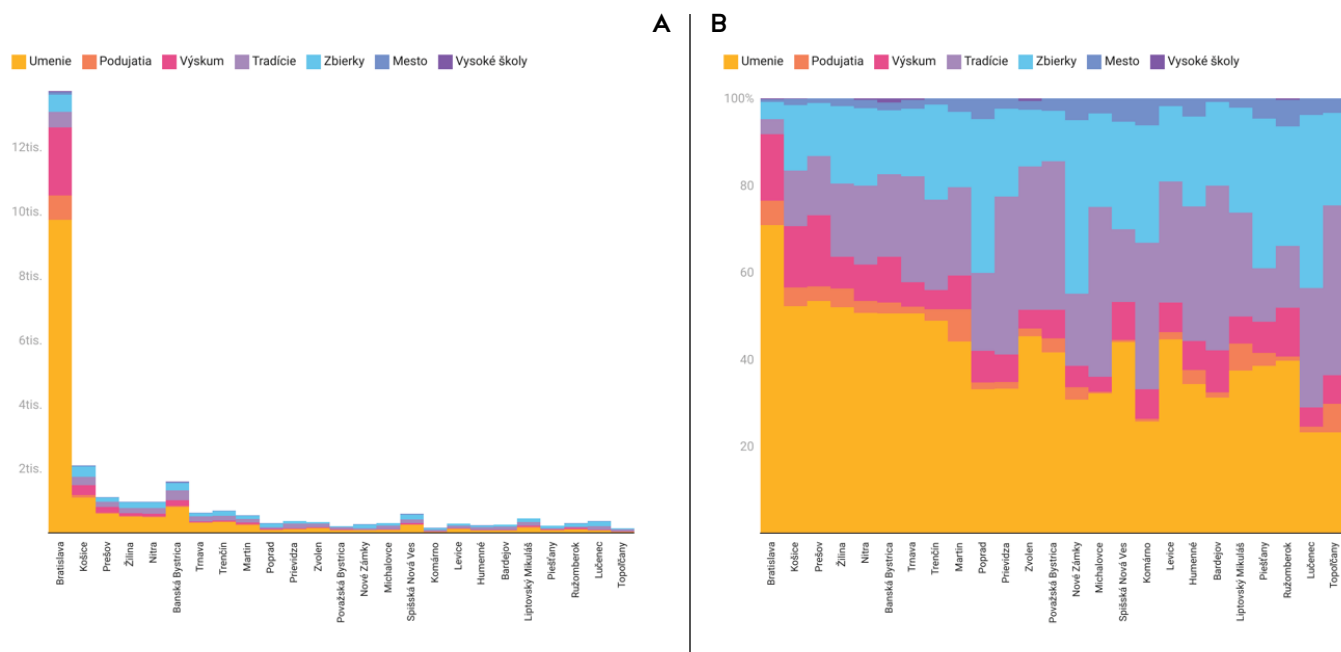 A
Umenie Podujatia Výskum Tradície Zbierky Mesto Vysoké školy
12tis.
10tis.
8tis.
6tis.
4tis.
2tis.
Bratislava
Košice
Prešov
Žilina
Nitra
Banská Bystrica
Trnava
Trenčín
Martin
Poprad
Prievidza
Zvolen
Považská Bystrica
Nové Zámky
Michalovce
Spišská Nová Ves
Komárno
Levice
Humenné
Bardejov
Liptovský Mikuláš
Piešťany
Ružomberok
Lučenec
Topoľčany
B
Umenie Podujatia Výskum Tradície Zbierky Mesto Vysoké školy
100%
80
60
40
20
Bratislava
Košice
Prešov
Žilina
Nitra
Banská Bystrica
Trnava
Trenčín
Martin
Poprad
Prievidza
Zvolen
Považská Bystrica
Nové Zámky
Michalovce
Spišská Nová Ves
Komárno
Levice
Humenné
Bardejov
Liptovský Mikuláš
Piešťany
Ružomberok
Lučenec
Topoľčany